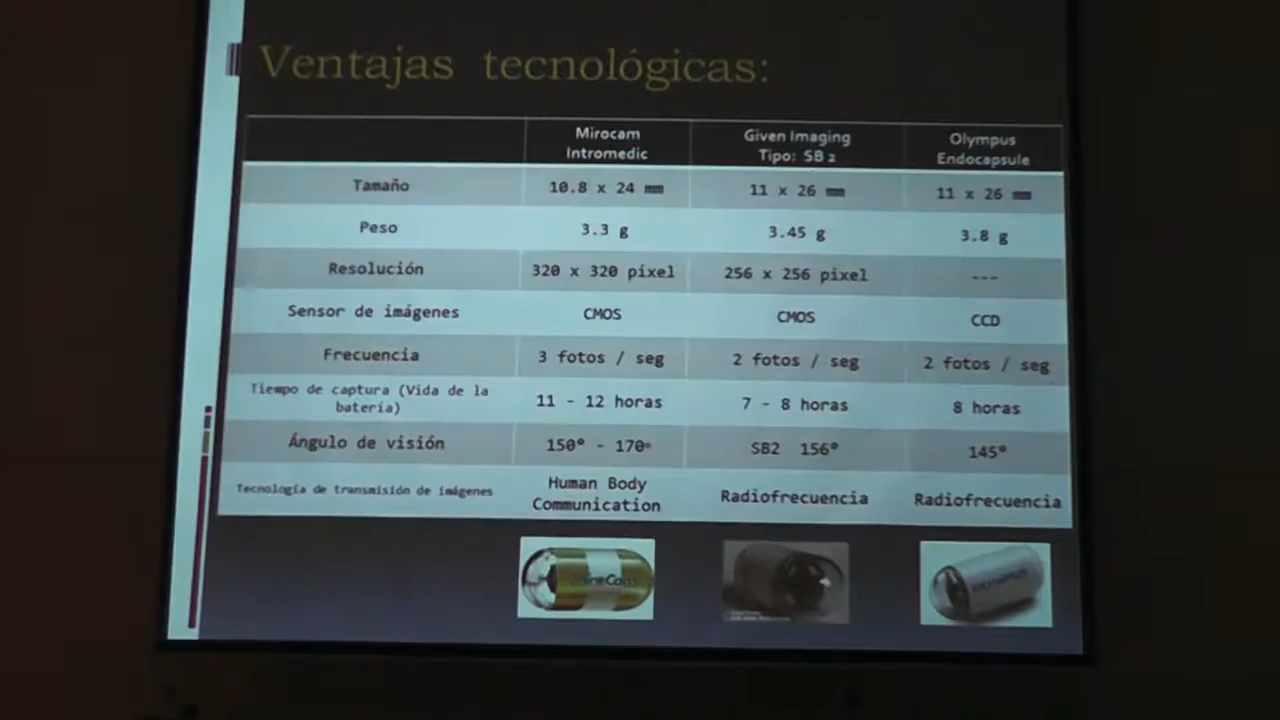 Ventajas tecnológicas:
Mirocam Intromedic
Given Imaging Tipo: SB 2
Olympus Endocapsule
Tamaño 10.8 x 24 mm 11 x 26 mm 11 x 26 mm
Peso 3.3 g 3.45 g 3.8 g
Resolución 320 x 320 pixel 256 x 256 pixel ---
Sensor de imágenes CMOS CMOS CCD
Frecuencia 3 fotos / seg 2 fotos / seg 2 fotos / seg
Tiempo de captura (Vida de la
batería) 11 - 12 horas 7 - 8 horas 8 horas
Ángulo de visión 150° - 170° SB2 156° 145°
Tecnología de transmisión de imágenes Human Body
Communication Radiofrecuencia Radiofrecuencia
OLYMPUS